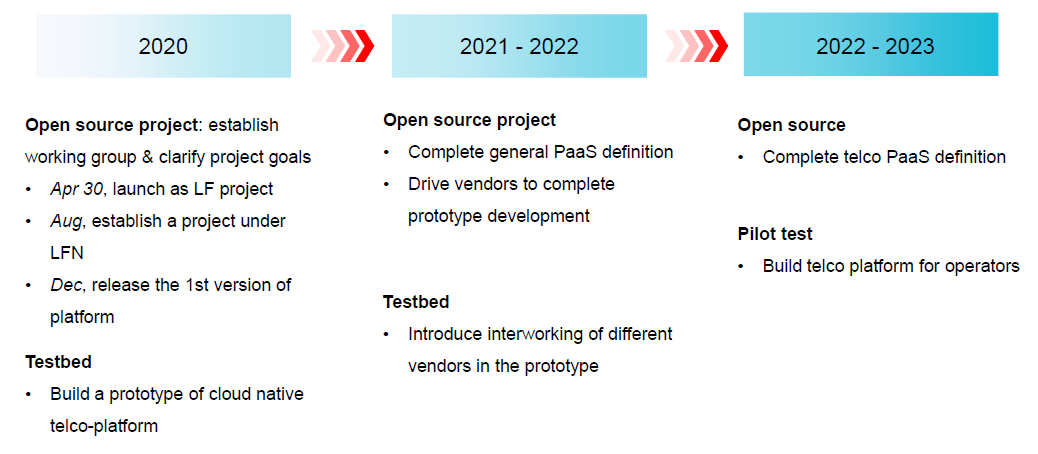 2020
2021 - 2022
2022 - 2023
Open source project: establish
working group & clarify project goals
• Apr 30, launch as LF project
• Aug, establish a project under
LFN
• Dec, release the 1st version of
platform
Testbed
• Build a prototype of cloud native
telco-platform
Open source project
• Complete general PaaS definition
• Drive vendors to complete
prototype development
Testbed
• Introduce interworking of different
vendors in the prototype
Open source
• Complete telco PaaS definition
Pilot test
• Build telco platform for operators